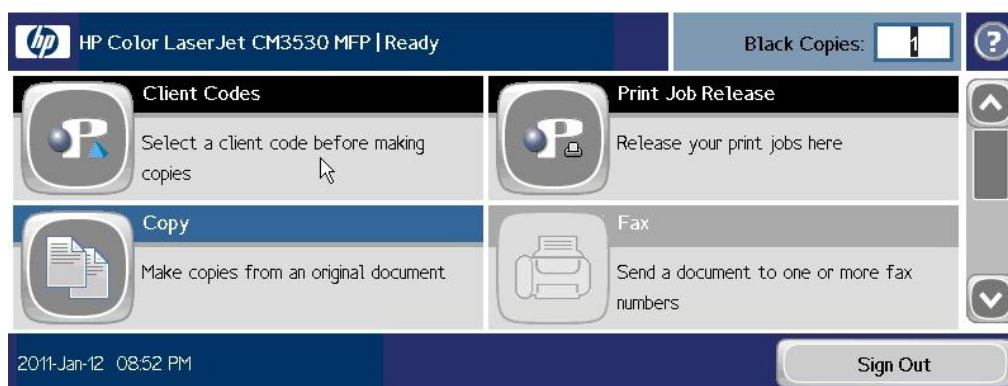 hp HP Color LaserJet CM3530 MFP | Ready
Black Copies: 1
?
Client Codes
Select a client code before making
copies
Print Job Release
Release your print jobs here
Copy
Make copies from an original document
Fax
Send a document to one or more fax
numbers
2011-Jan-12 08:52 PM
Sign Out